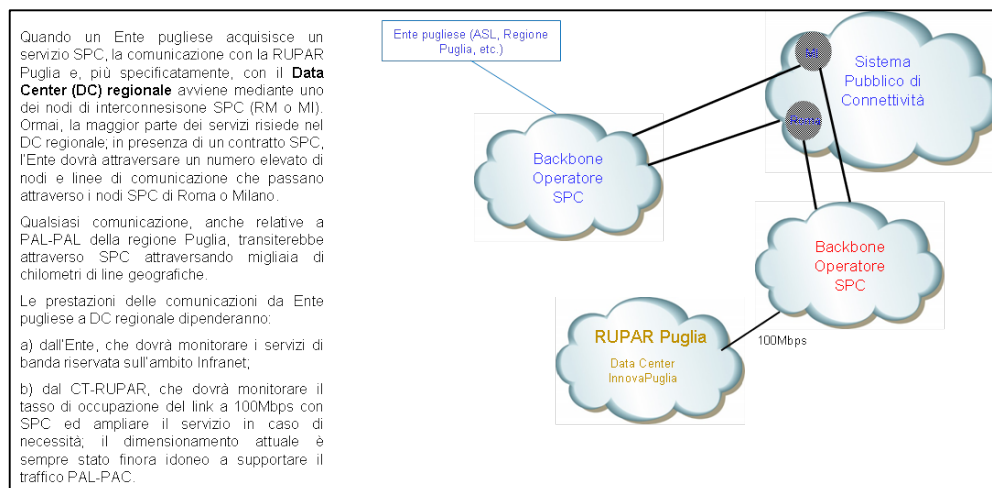 Quando un Ente pugliese acquisisce un
servizio SPC, la comunicazione con la RUPAR
Puglia e, più specificatamente, con il Data
Center (DC) regionale avviene mediante uno
dei nodi di interconnesisone SPC (RM o MI).
Ormai, la maggior parte dei servizi risiede nel
DC regionale; in presenza di un contratto SPC,
l'Ente dovrà attraversare un numero elevato di
nodi e linee di comunicazione che passano
attraverso i nodi SPC di Roma o Milano.
Qualsiasi comunicazione, anche relative a
PAL-PAL della regione Puglia, transiterebbe
attraverso SPC attraversando migliaia di
chilometri di line geografiche.
Le prestazioni delle comunicazioni da Ente
pugliese a DC regionale dipenderanno:
a) dall'Ente, che dovrà monitorare i servizi di
banda riservata sull'ambito Infranet;
b) dal CT-RUPAR, che dovrà monitorare il
tasso di occupazione del link a 100Mbps con
SPC ed ampliare il servizio in caso di
necessità; il dimensionamento attuale è
sempre stato finora idoneo a supportare il
traffico PAL-PAC.
Ente pugliese (ASL, Regione
Puglia, etc.)
MI
Sistema
Pubblico di
Connettività
Roma
Backbone
Operatore
SPC
Backbone
Operatore
SPC
100Mbps
RUPAR Puglia
Data Center
InnovaPuglia